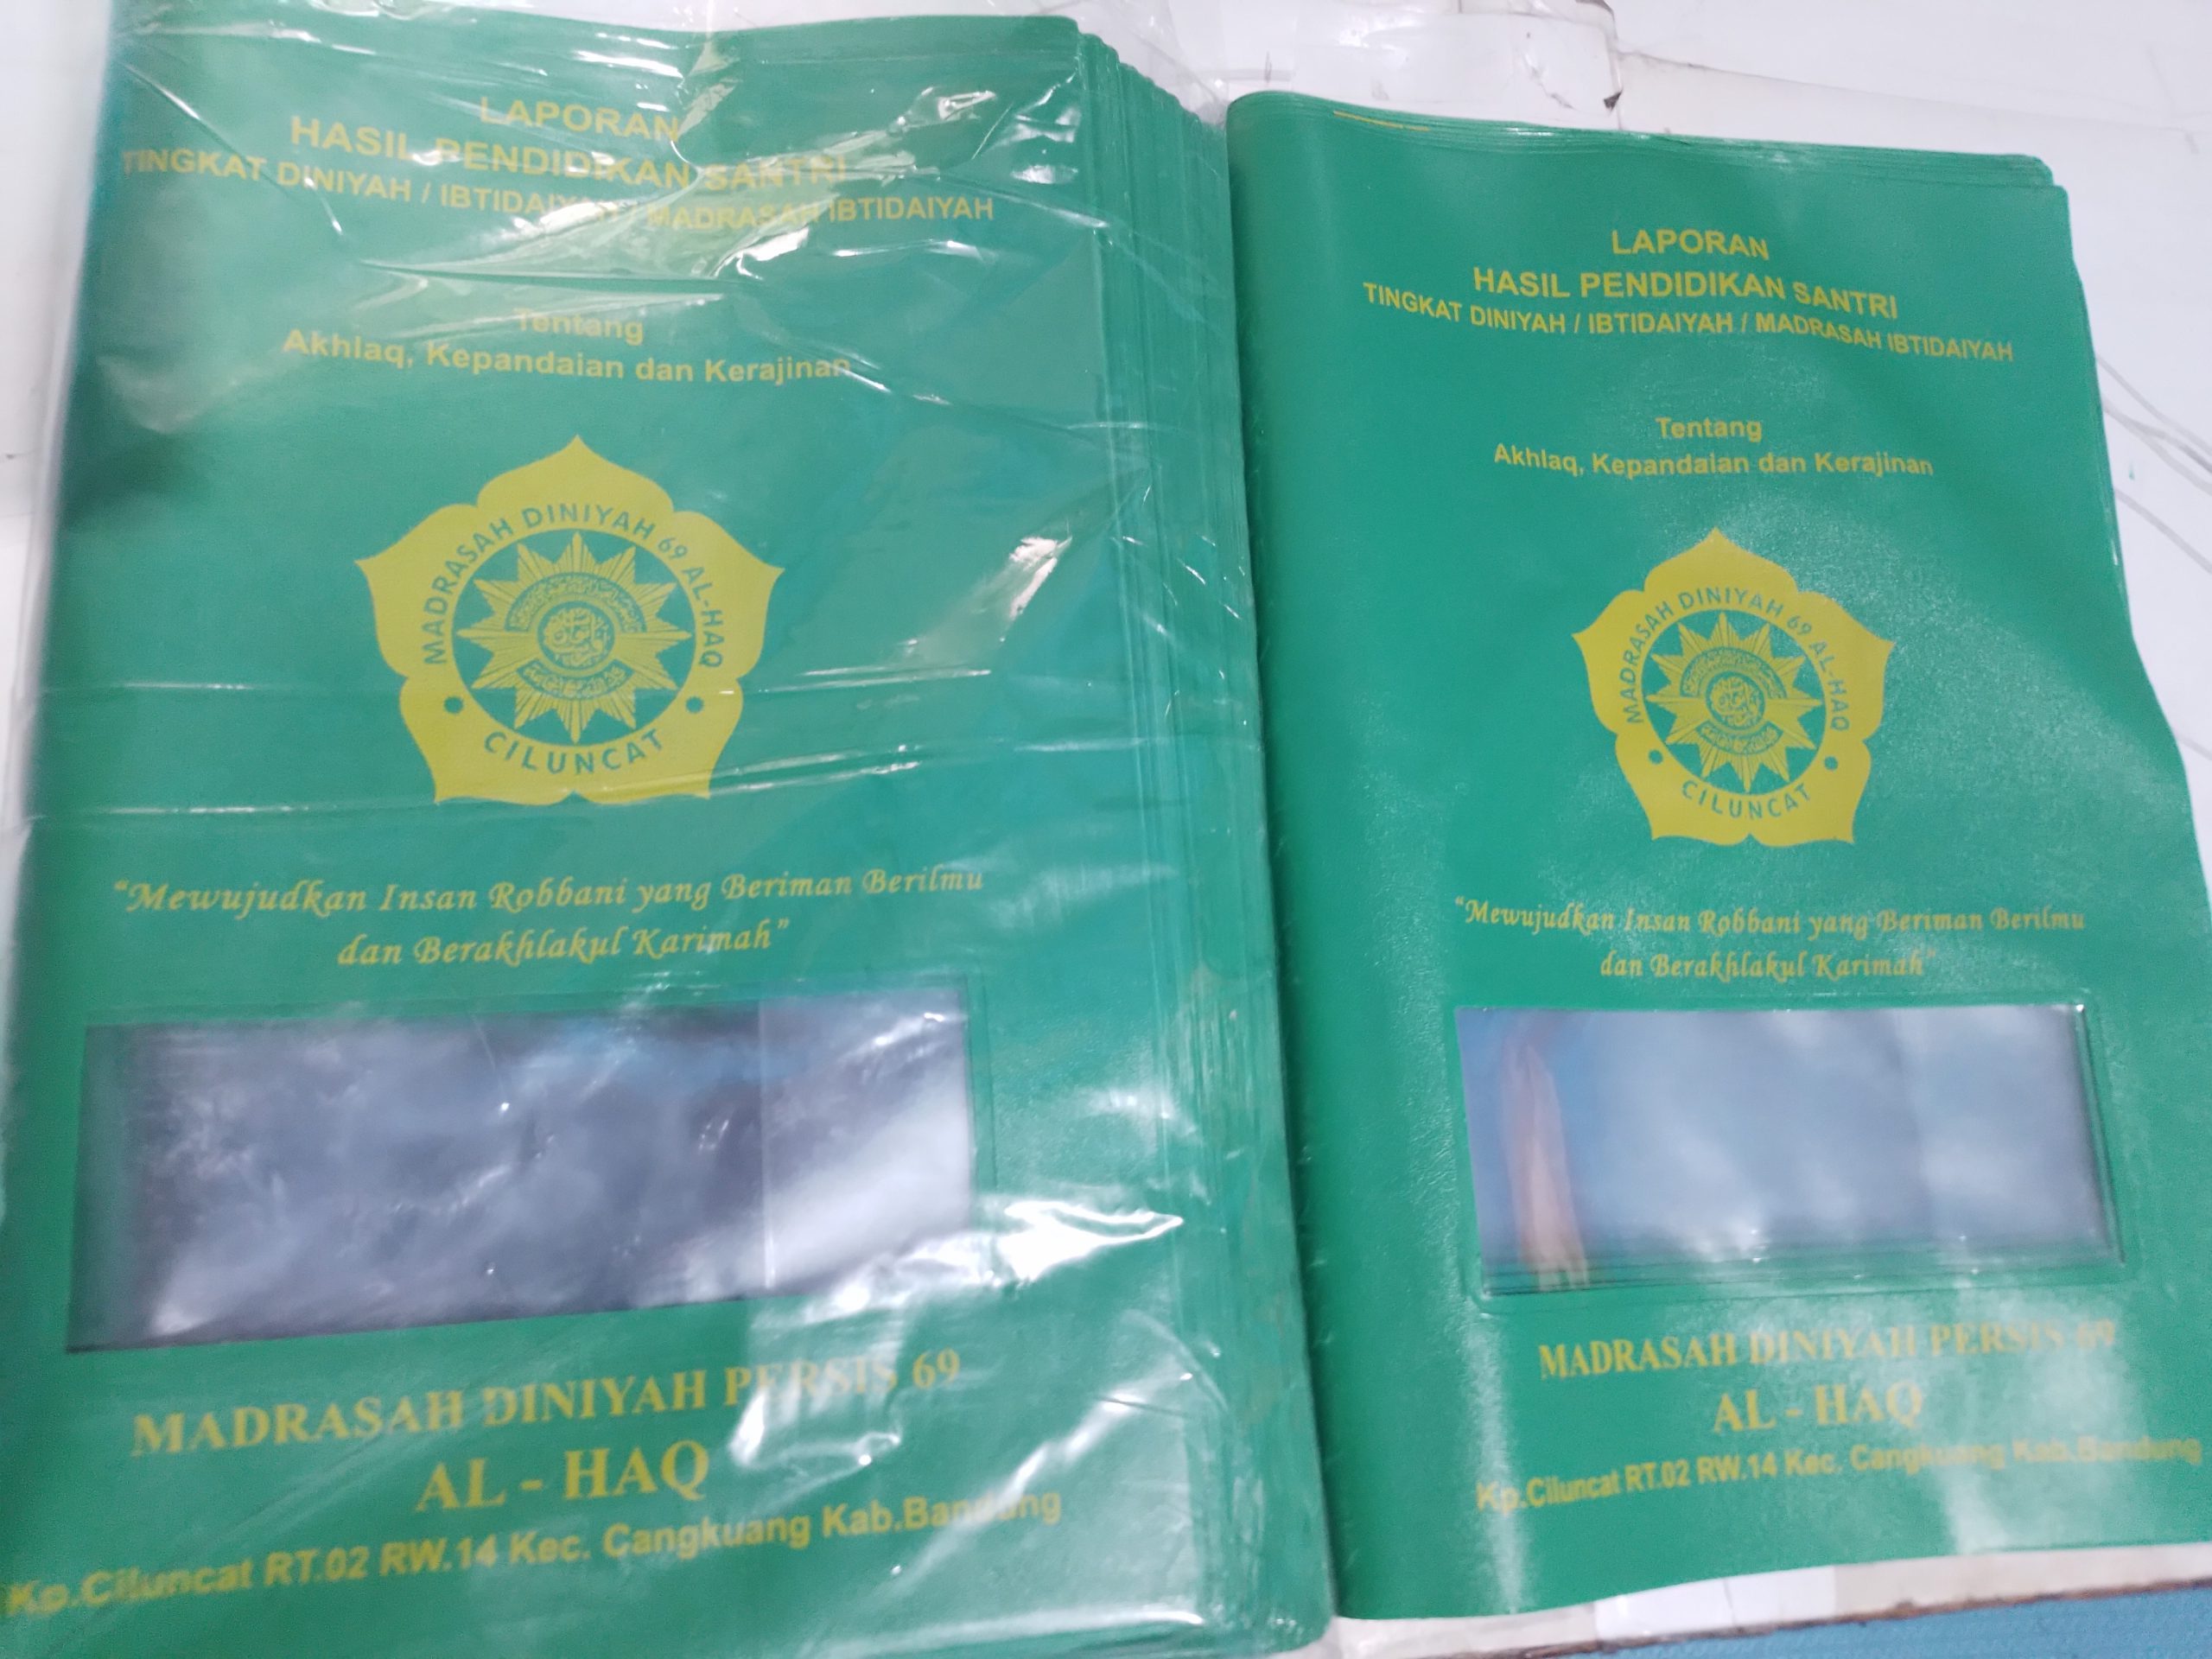 LAPORAN
HASIL PENDIDIKAN SANTRI
TINGKAT DINIYAH / IBTIDAIYAH / MADRASAH IBTIDAIYAH
Tentang
Akhlaq, Kepandaian dan Kerajinan
MADRASAH DINIYAH 69 AL-HAQ
CILUNCAT
“Mewujudkan Insan Robbani yang Beriman Berilmu
dan Berakhlakul Karimah”
MADRASAH DINIYAH PERSIS 69
AL - HAQ
Kp.Ciluncat RT.02 RW.14 Kec. Cangkuang Kab.Bandung
LAPORAN
HASIL PENDIDIKAN SANTRI
TINGKAT DINIYAH / IBTIDAIYAH / MADRASAH IBTIDAIYAH
Tentang
Akhlaq, Kepandaian dan Kerajinan
MADRASAH DINIYAH 69 AL-HAQ
CILUNCAT
“Mewujudkan Insan Robbani yang Beriman Berilmu
dan Berakhlakul Karimah”
MADRASAH DINIYAH PERSIS 69
AL - HAQ
Kp.Ciluncat RT.02 RW.14 Kec. Cangkuang Kab.Bandung